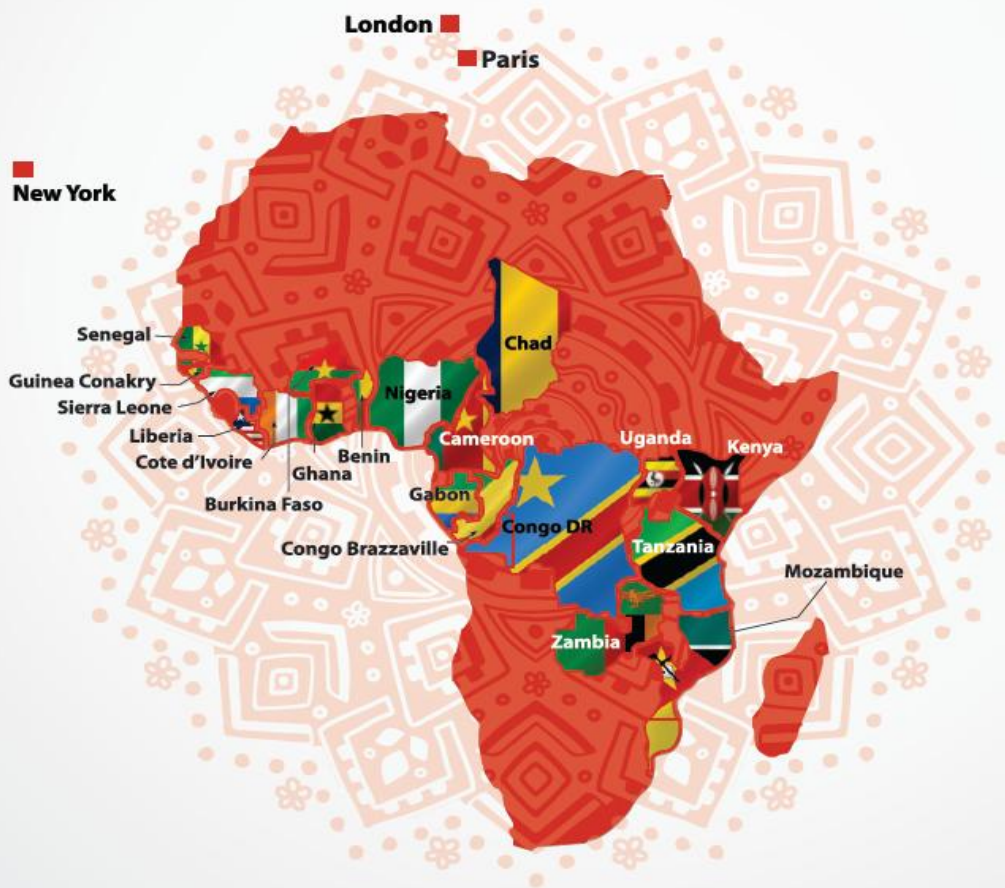 London
Paris
New York
Chad
Senegal
Guinea Conakry
Nigeria
Sierra Leone
Liberia
Cameroon
Uganda
Kenya
Cote d'Ivoire
Benin
Ghana
Gabon
Burkina Faso
Congo DR
Congo Brazzaville
Tanzania
Mozambique
Zambia